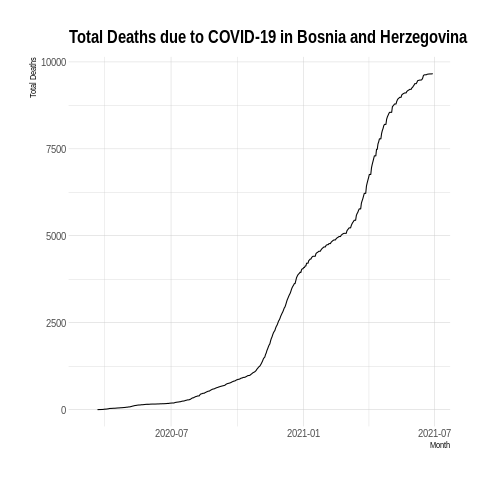 Total Deaths due to COVID-19 in Bosnia and Herzegovina
Total Deaths
10000
7500
5000
2500
0
2020-07 2021-01 2021-07
Month